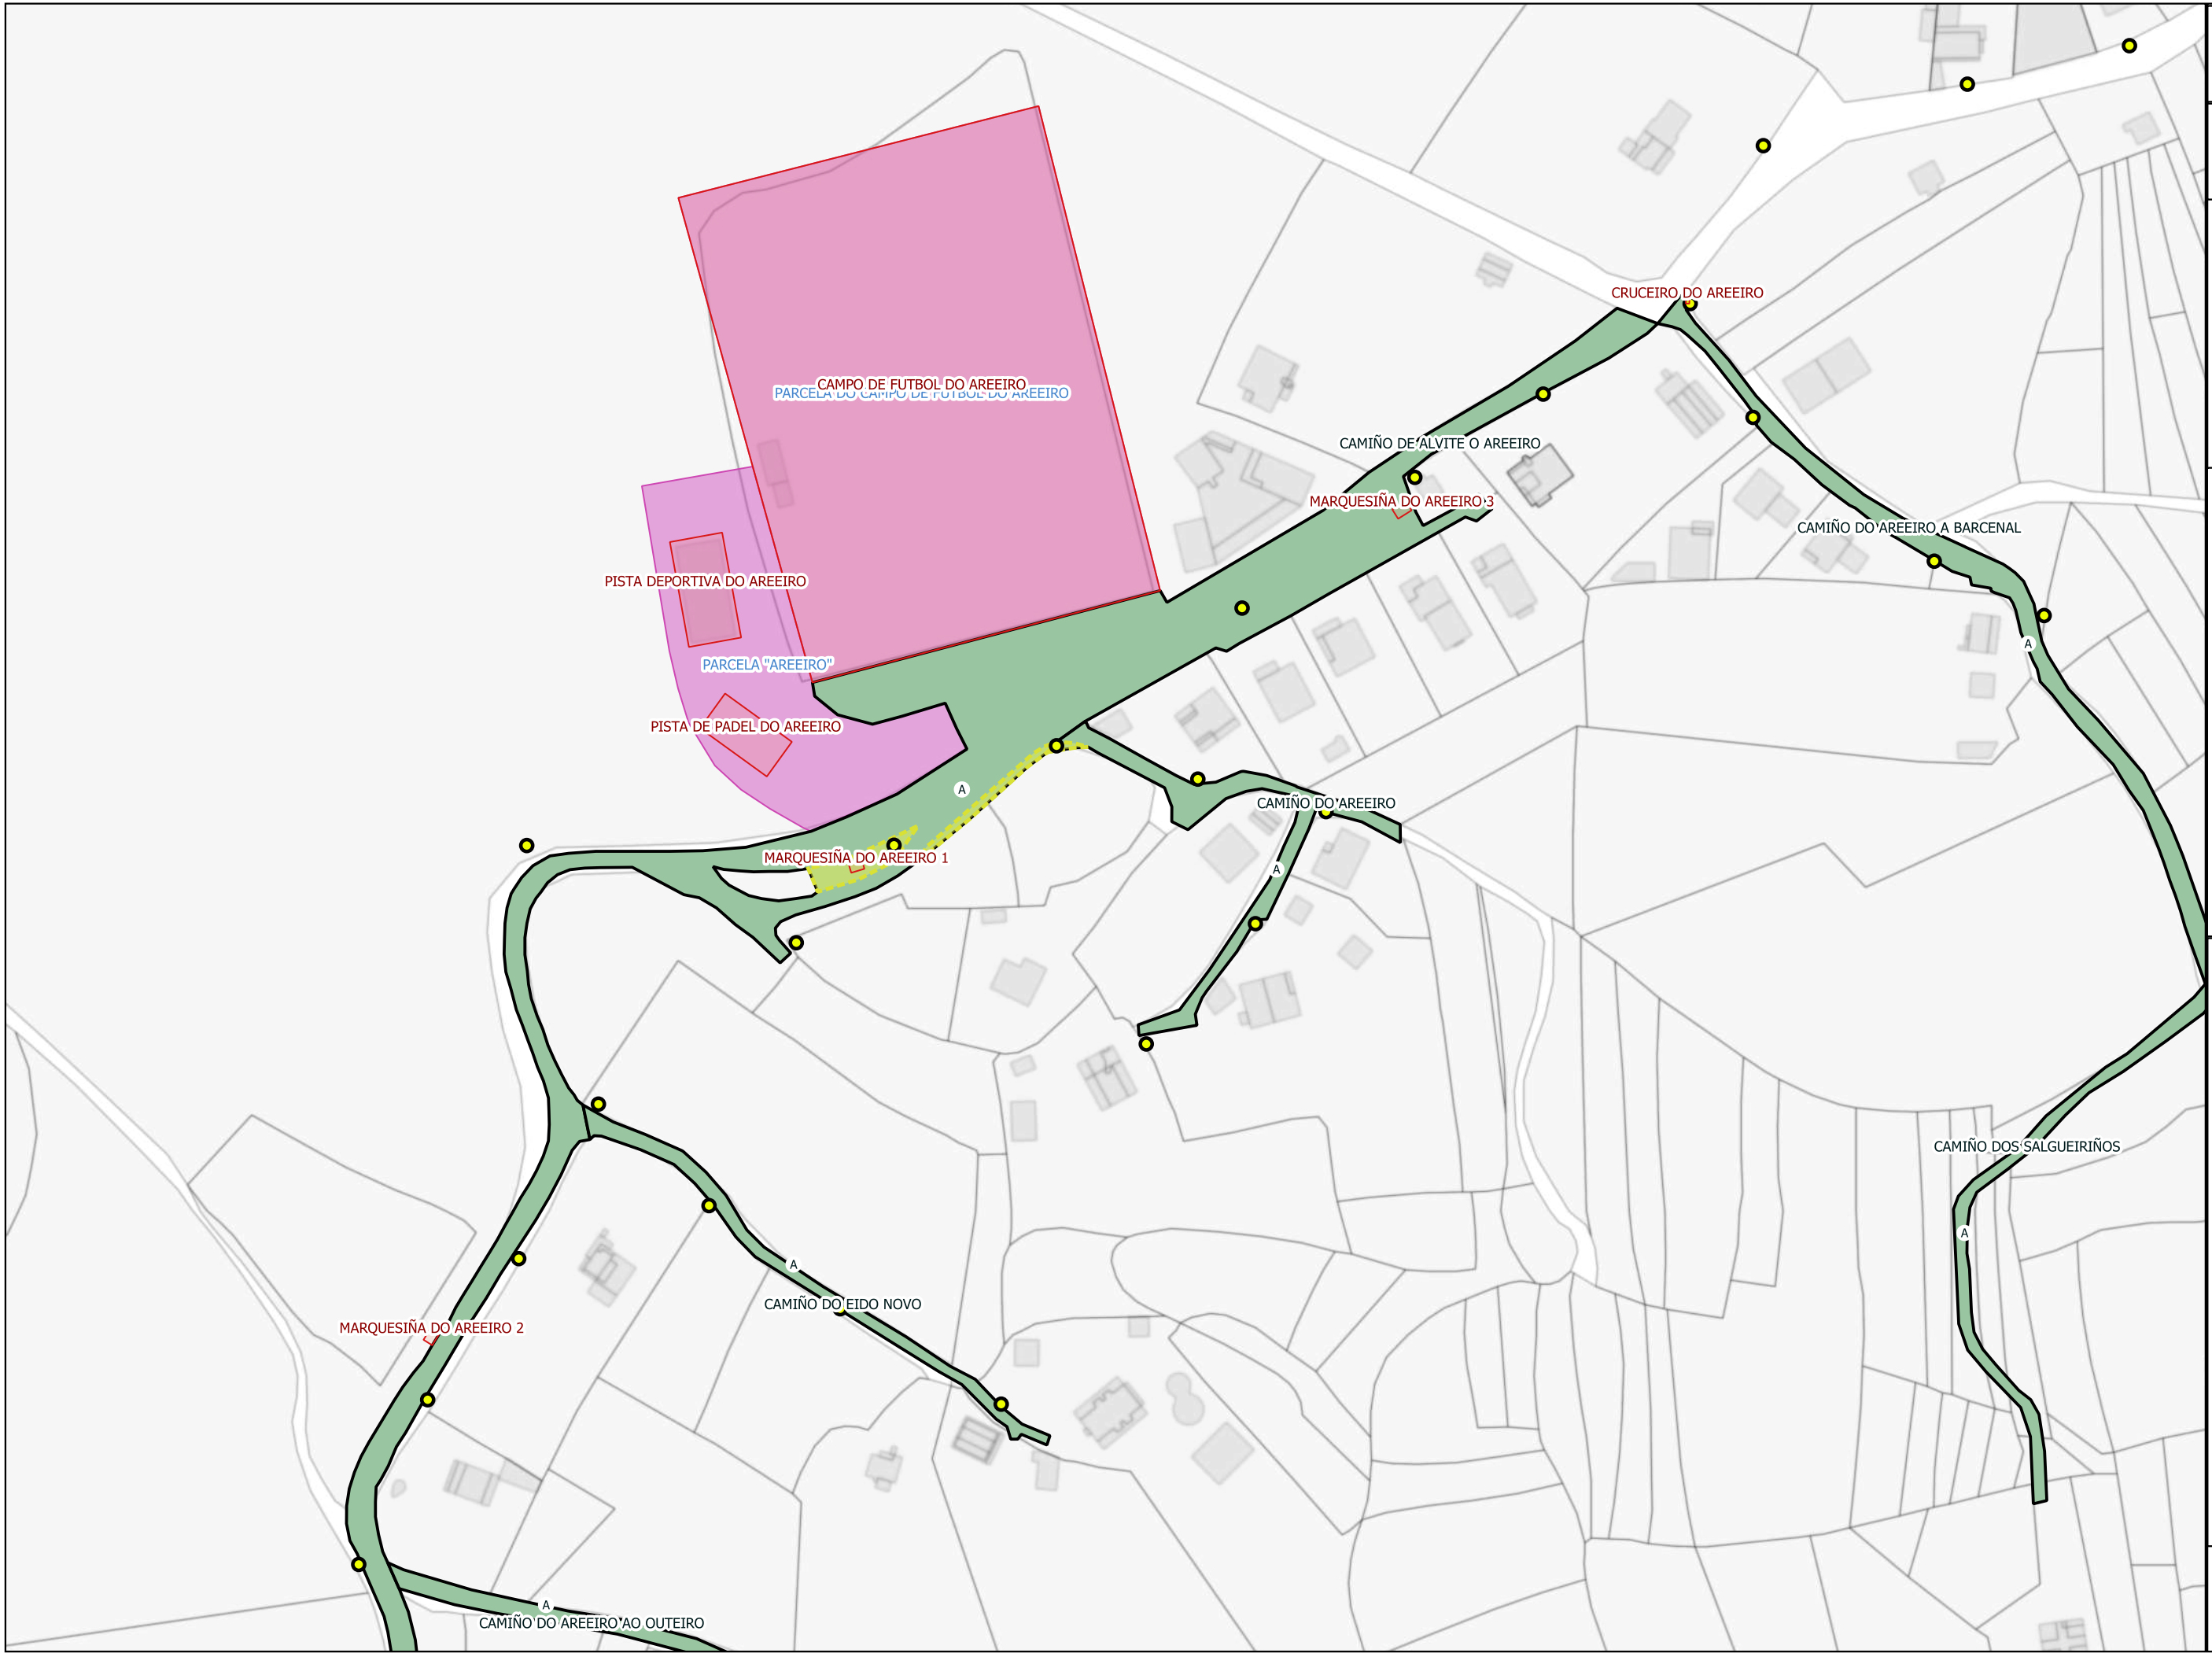 CRUCEIRO DO AREEIRO
CAMPO DE FUTBOL DO AREEIRO
PARCELA DO CAMPO DE FUTBOL DO AREEIRO
CAMIÑO DE ALVITE O AREEIRO
MARQUESIÑA DO AREEIRO 3
CAMIÑO DO AREEIRO A BARCENAL
PISTA DEPORTIVA DO AREEIRO
A
PARCELA "AREEIRO"
PISTA DE PADEL DO AREEIRO
A
CAMIÑO DO AREEIRO
MARQUESIÑA DO AREEIRO 1
A
CAMIÑO DOS SALGUEIRIÑOS
A
A
CAMIÑO DO EIDO NOVO
MARQUESIÑA DO AREEIRO 2
A
CAMIÑO DO AREEIRO AO OUTEIRO